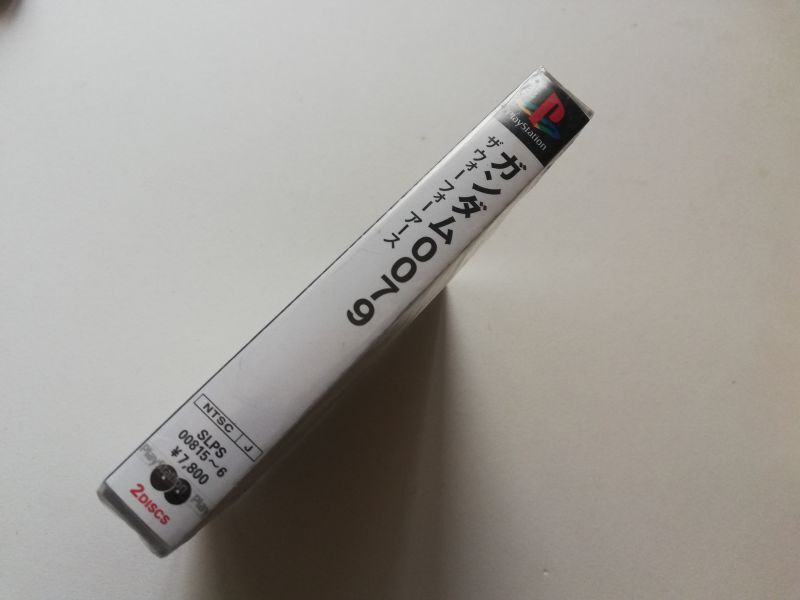 PlayStation
ガンダム0079
ザ ウォー フォー アース
NTSC J
SLPS
00815〜6
¥7,800
2DISCS